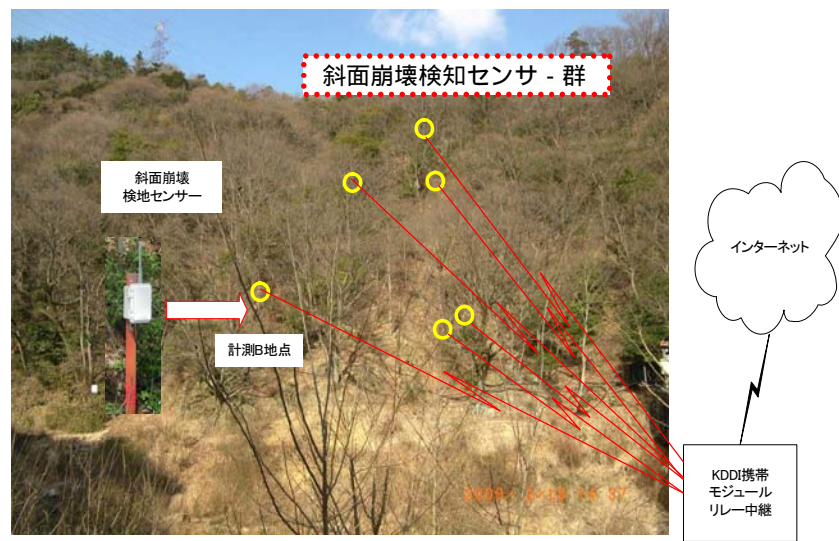 斜面崩壊検知センサ - 群
斜面崩壊
検地センサー
計測B地点
インターネット
KDDI携帯
モジュール
リレー中継